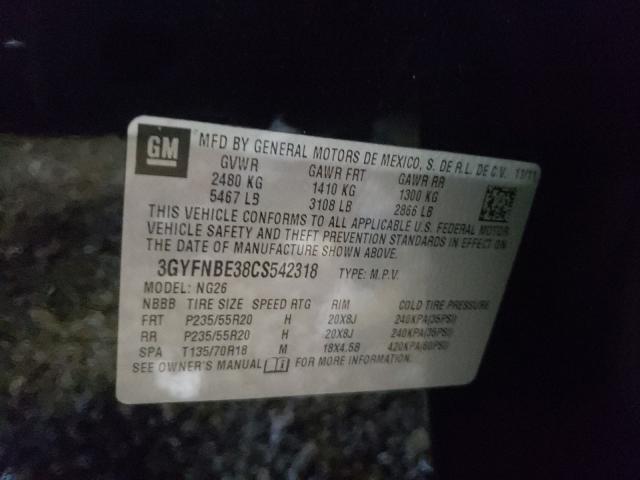 GM
MFD BY GENERAL MOTORS DE MEXICO, S. DE R.L. DE C.V. 11/11
GVWR GAWR FRT GAWR RR
2480 KG 1410 KG 1300 KG
5467 LB 3108 LB 2866 LB
THIS VEHICLE CONFORMS TO ALL APPLICABLE U.S. FEDERAL MOTOR
VEHICLE SAFETY AND THEFT PREVENTION STANDARDS IN EFFECT ON
THE DATE OF MANUFACTURE SHOWN ABOVE.
3GYFNBE38CS542318 TYPE: M.P.V.
MODEL: NG26
NBBB TIRE SIZE SPEED RTG RIM COLD TIRE PRESSURE
FRT P235/55R20 H 20X8J 240KPA(35PSI)
RR P235/55R20 H 20X8J 240KPA(35PSI)
SPA T135/70R18 M 18X4.5B 420KPA(60PSI)
SEE OWNER'S MANUAL FOR MORE INFORMATION.